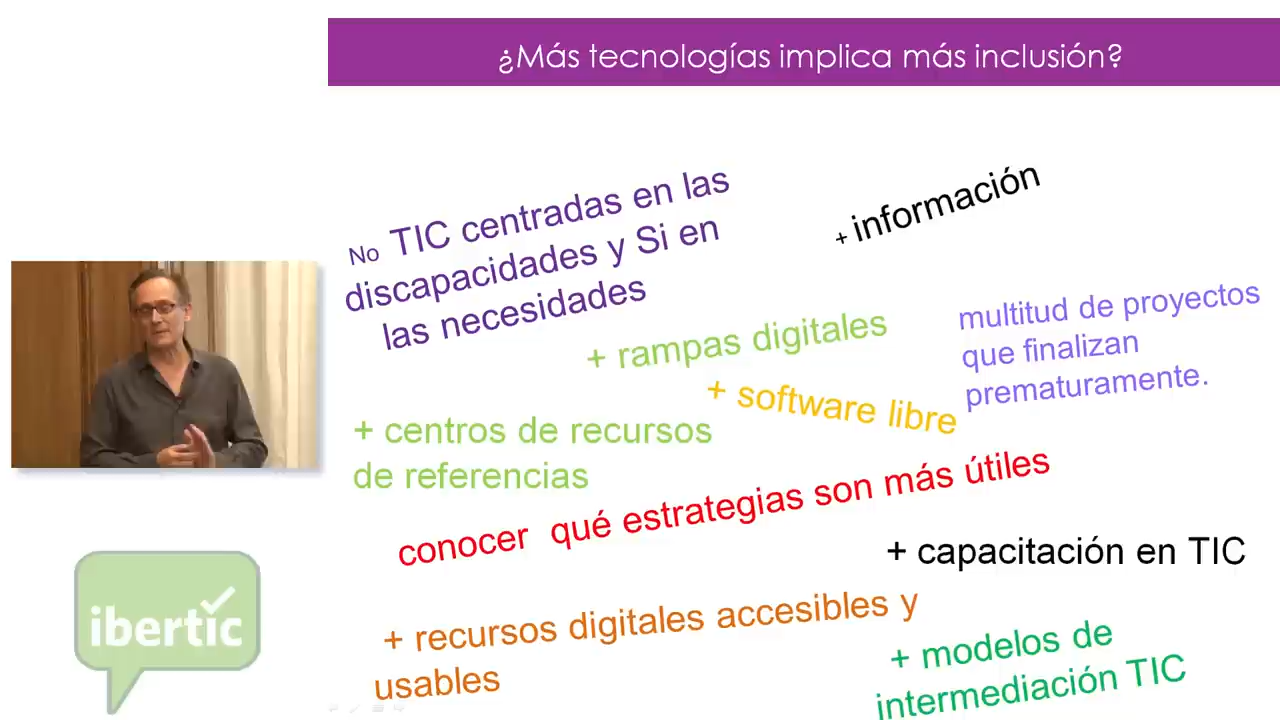 ¿Más tecnologías implica más inclusión?
No TIC centradas en las
discapacidades y Si en
las necesidades
+ información
+ rampas digitales
multitud de proyectos
que finalizan
prematuramente.
+ software libre
+ centros de recursos
de referencias
conocer qué estrategias son más útiles
+ capacitación en TIC
+ recursos digitales accesibles y
usables
+ modelos de
intermediación TIC
ibertic